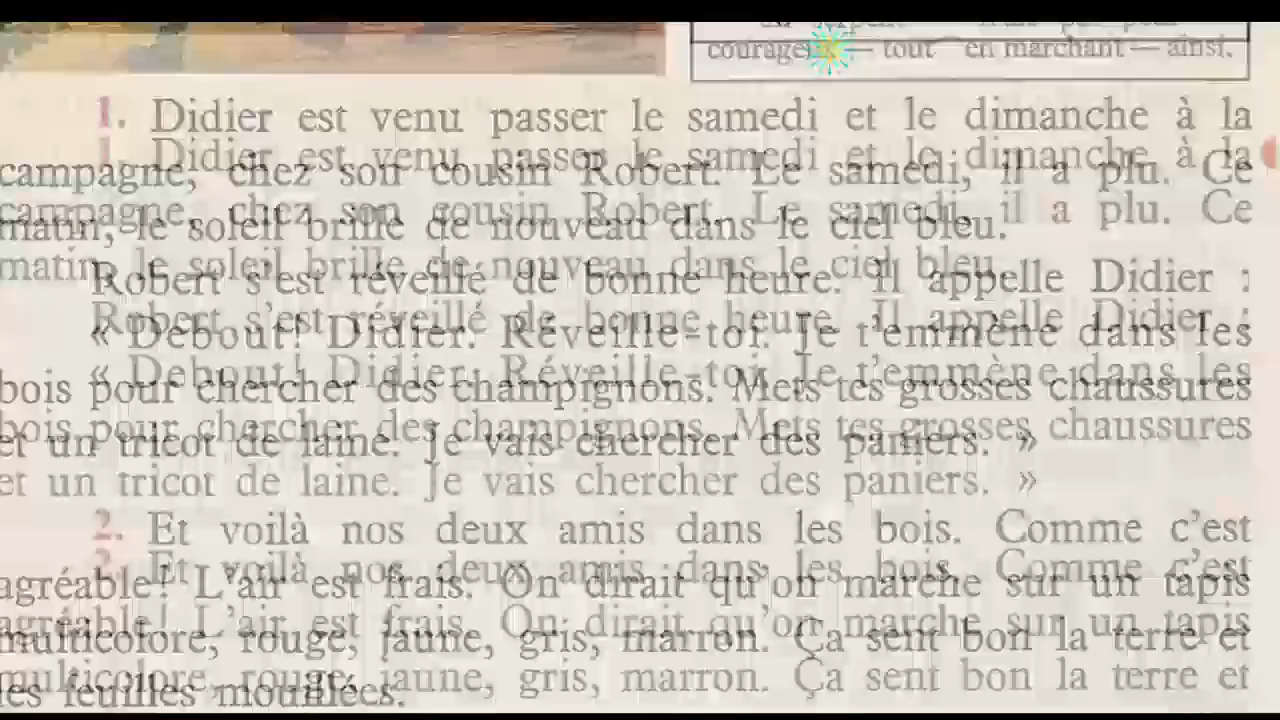 courageux — tout en marchant — ainsi.
1. Didier est venu passer le samedi et le dimanche à la
campagne, chez son cousin Robert. Le samedi, il a plu. Ce
matin, le soleil brille de nouveau dans le ciel bleu.
Robert s'est réveillé de bonne heure. Il appelle Didier :
« Debout! Didier. Réveille-toi. Je t'emmène dans les
bois pour chercher des champignons. Mets tes grosses chaussures
et un tricot de laine. Je vais chercher des paniers. »
2. Et voilà nos deux amis dans les bois. Comme c'est
agréable! L'air est frais. On dirait qu'on marche sur un tapis
multicolore, rouge, jaune, gris, marron. Ça sent bon la terre et
les feuilles mouillées.